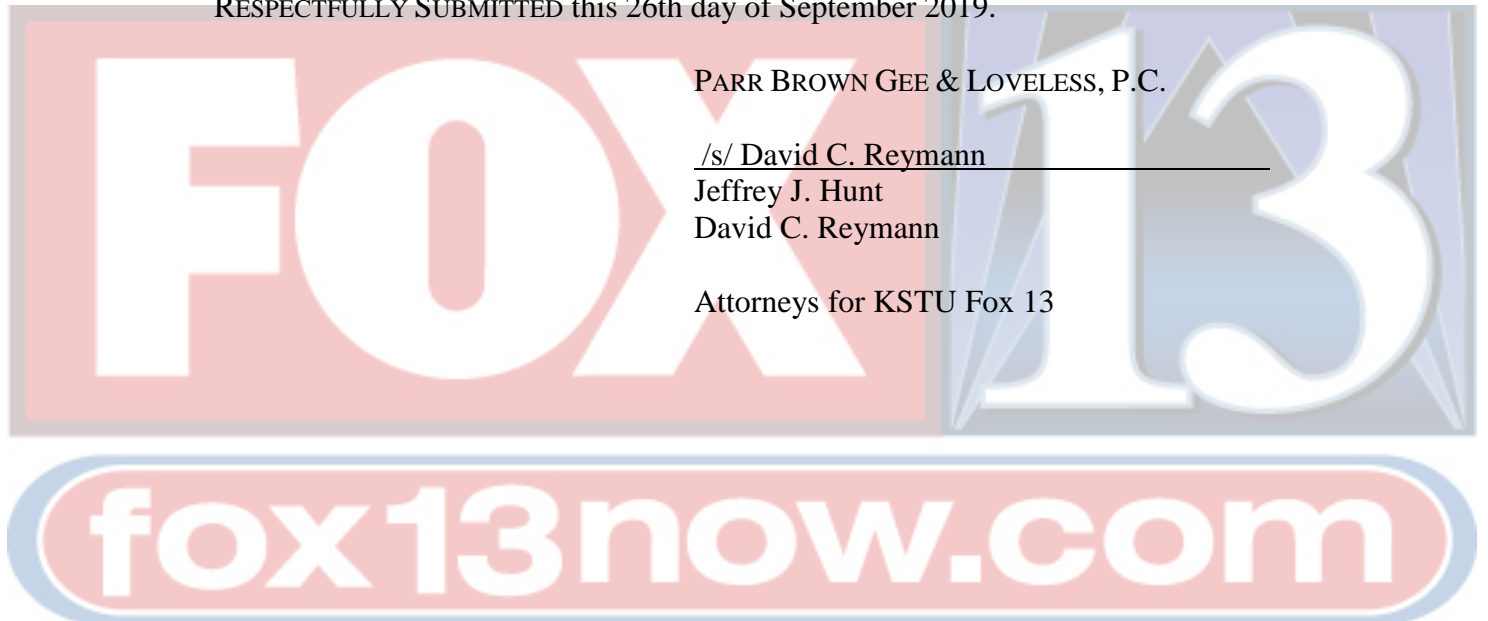 RESPECTFULLY SUBMITTED this 26th day of September 2019.
PARR BROWN GEE & LOVELESS, P.C.
/s/ David C. Reymann
Jeffrey J. Hunt
David C. Reymann
Attorneys for KSTU Fox 13
FOX 13
fox13now.com